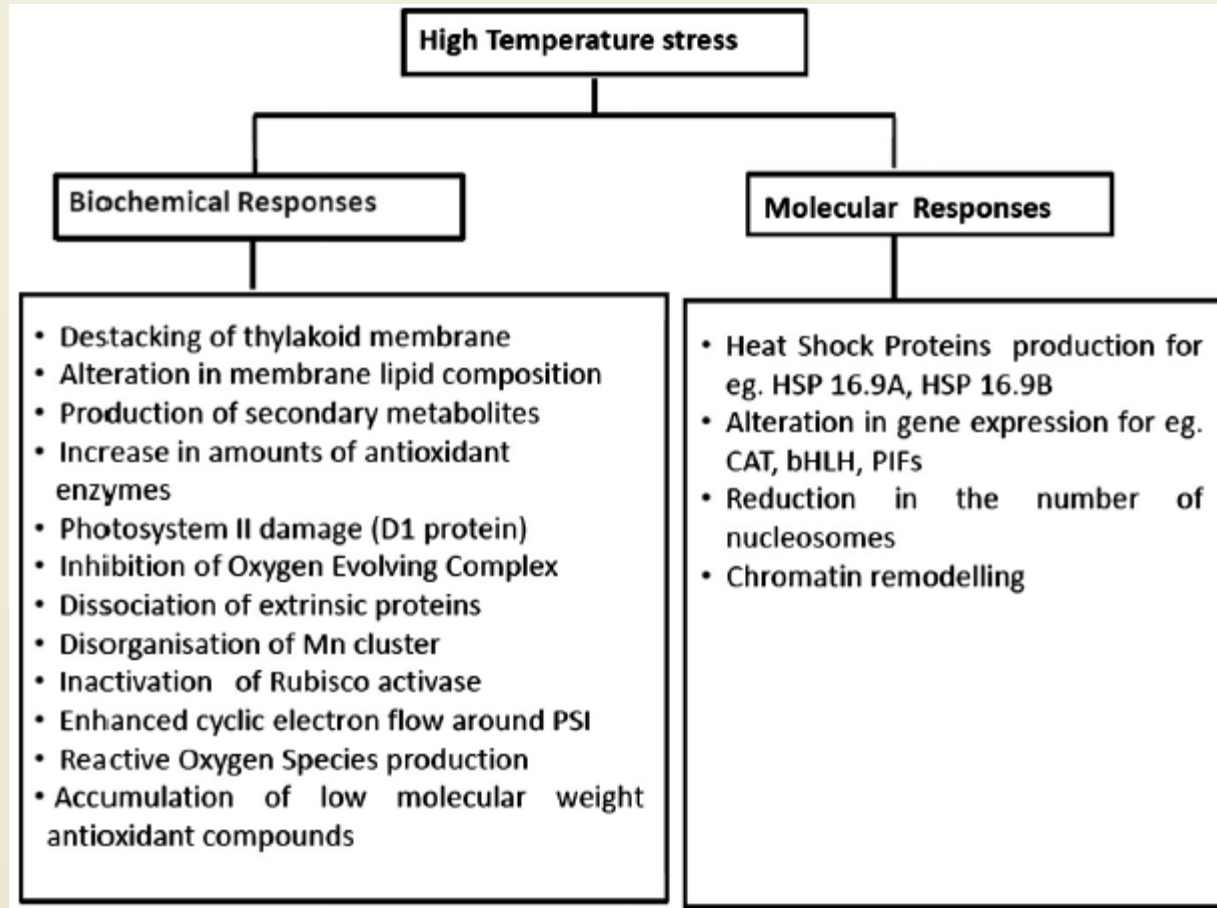 High Temperature stress
Biochemical Responses
• Destacking of thylakoid membrane
• Alteration in membrane lipid composition
• Production of secondary metabolites
• Increase in amounts of antioxidant
enzymes
• Photosystem II damage (D1 protein)
• Inhibition of Oxygen Evolving Complex
• Dissociation of extrinsic proteins
• Disorganisation of Mn cluster
• Inactivation of Rubisco activase
• Enhanced cyclic electron flow around PSI
• Reactive Oxygen Species production
• Accumulation of low molecular weight
antioxidant compounds
Molecular Responses
• Heat Shock Proteins production for
eg. HSP 16.9A, HSP 16.9B
• Alteration in gene expression for eg.
CAT, bHLH, PIFs
• Reduction in the number of
nucleosomes
• Chromatin remodelling